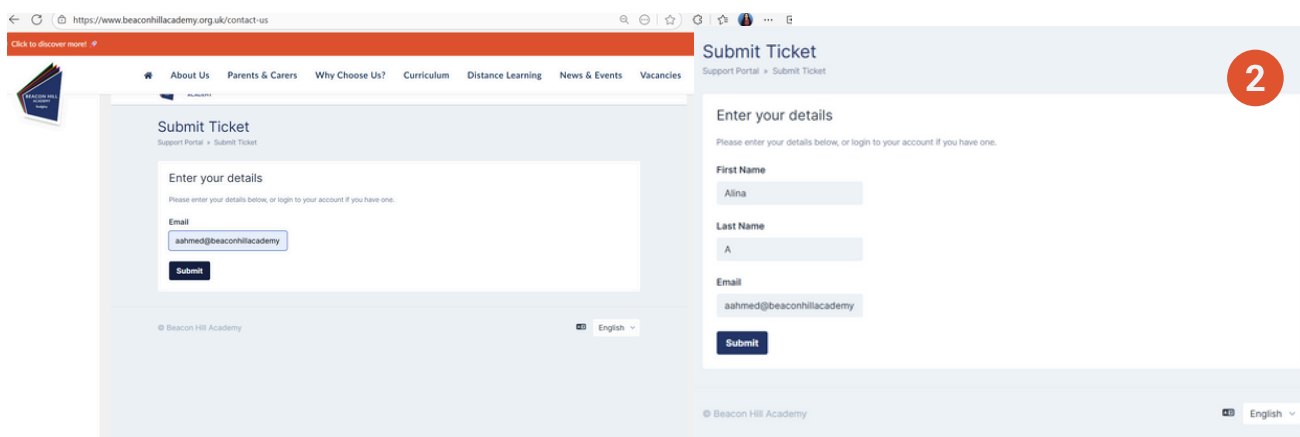 https://www.beaconhillacademy.org.uk/contact-us
Click to discover more!
BEACON HILL
ACADEMY
About Us Parents & Carers Why Choose Us? Curriculum Distance Learning News & Events Vacancies
ACADEMY
Submit Ticket
Support Portal » Submit Ticket
Enter your details
Please enter your details below, or login to your account if you have one.
Email
aahmed@beaconhillacademy
Submit
© Beacon Hill Academy
English
Submit Ticket
Support Portal » Submit Ticket
2
Enter your details
Please enter your details below, or login to your account if you have one.
First Name
Alina
Last Name
A
Email
aahmed@beaconhillacademy
Submit
© Beacon Hill Academy
English